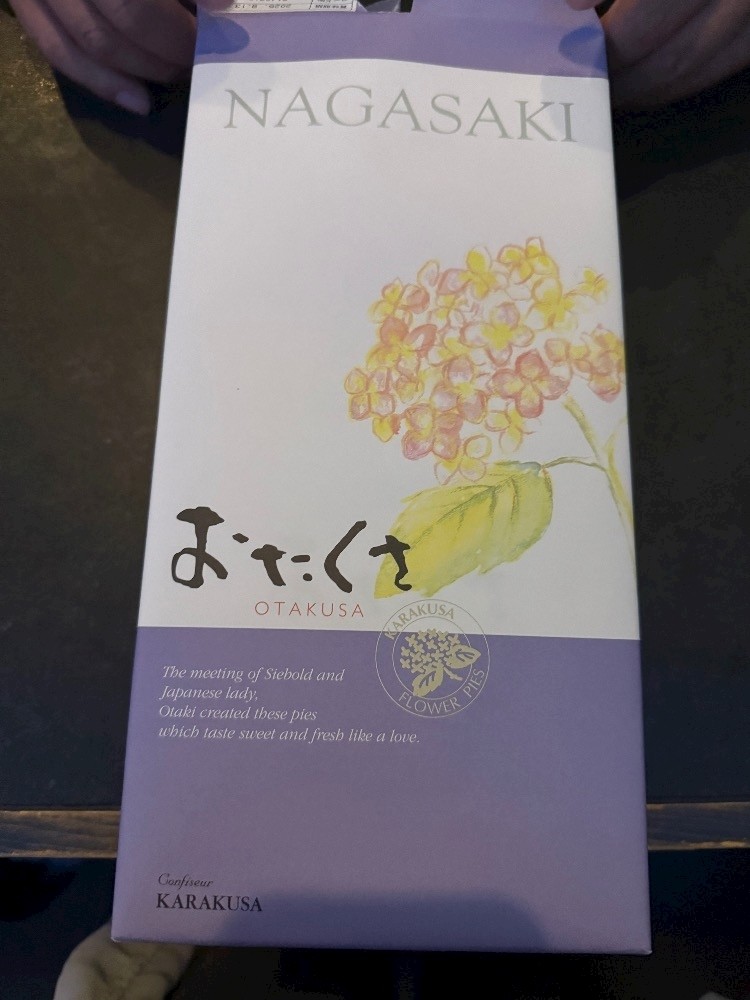 NAGASAKI
おたくさ
OTAKUSA
KARAKUSA
FLOWER PIES
The meeting of Siebold and
Japanese lady,
Otaki created these pies
which taste sweet and fresh like a love.
Confiseur
KARAKUSA